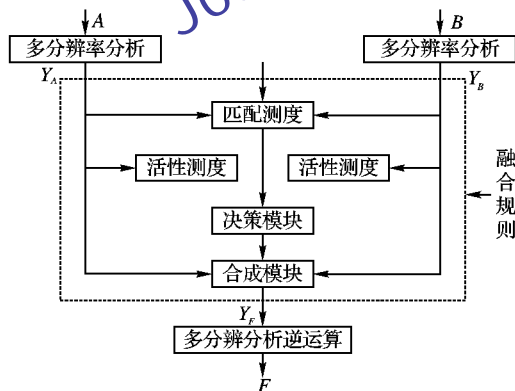 A
B
多分辨率分析
多分辨率分析
Y_A
Y_B
匹配测度
活性测度
活性测度
融合规则
决策模块
合成模块
Y_F
多分辨分析逆运算
F